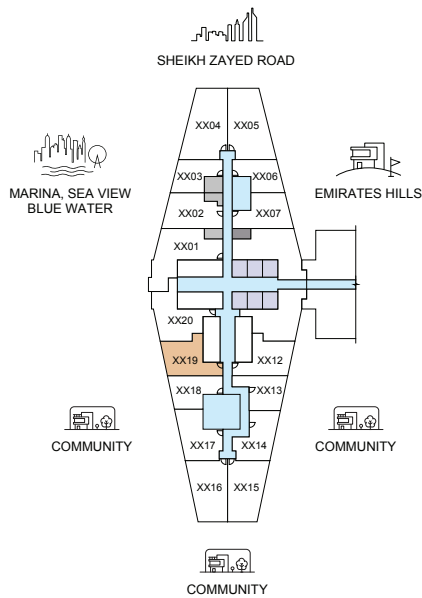 SHEIKH ZAYED ROAD
XX04 XX05
MARINA, SEA VIEW
BLUE WATER
XX03 XX06
EMIRATES HILLS
XX02 XX07
XX01
XX20
XX19 XX12
XX18 XX13
COMMUNITY
COMMUNITY
XX17 XX14
XX16 XX15
COMMUNITY